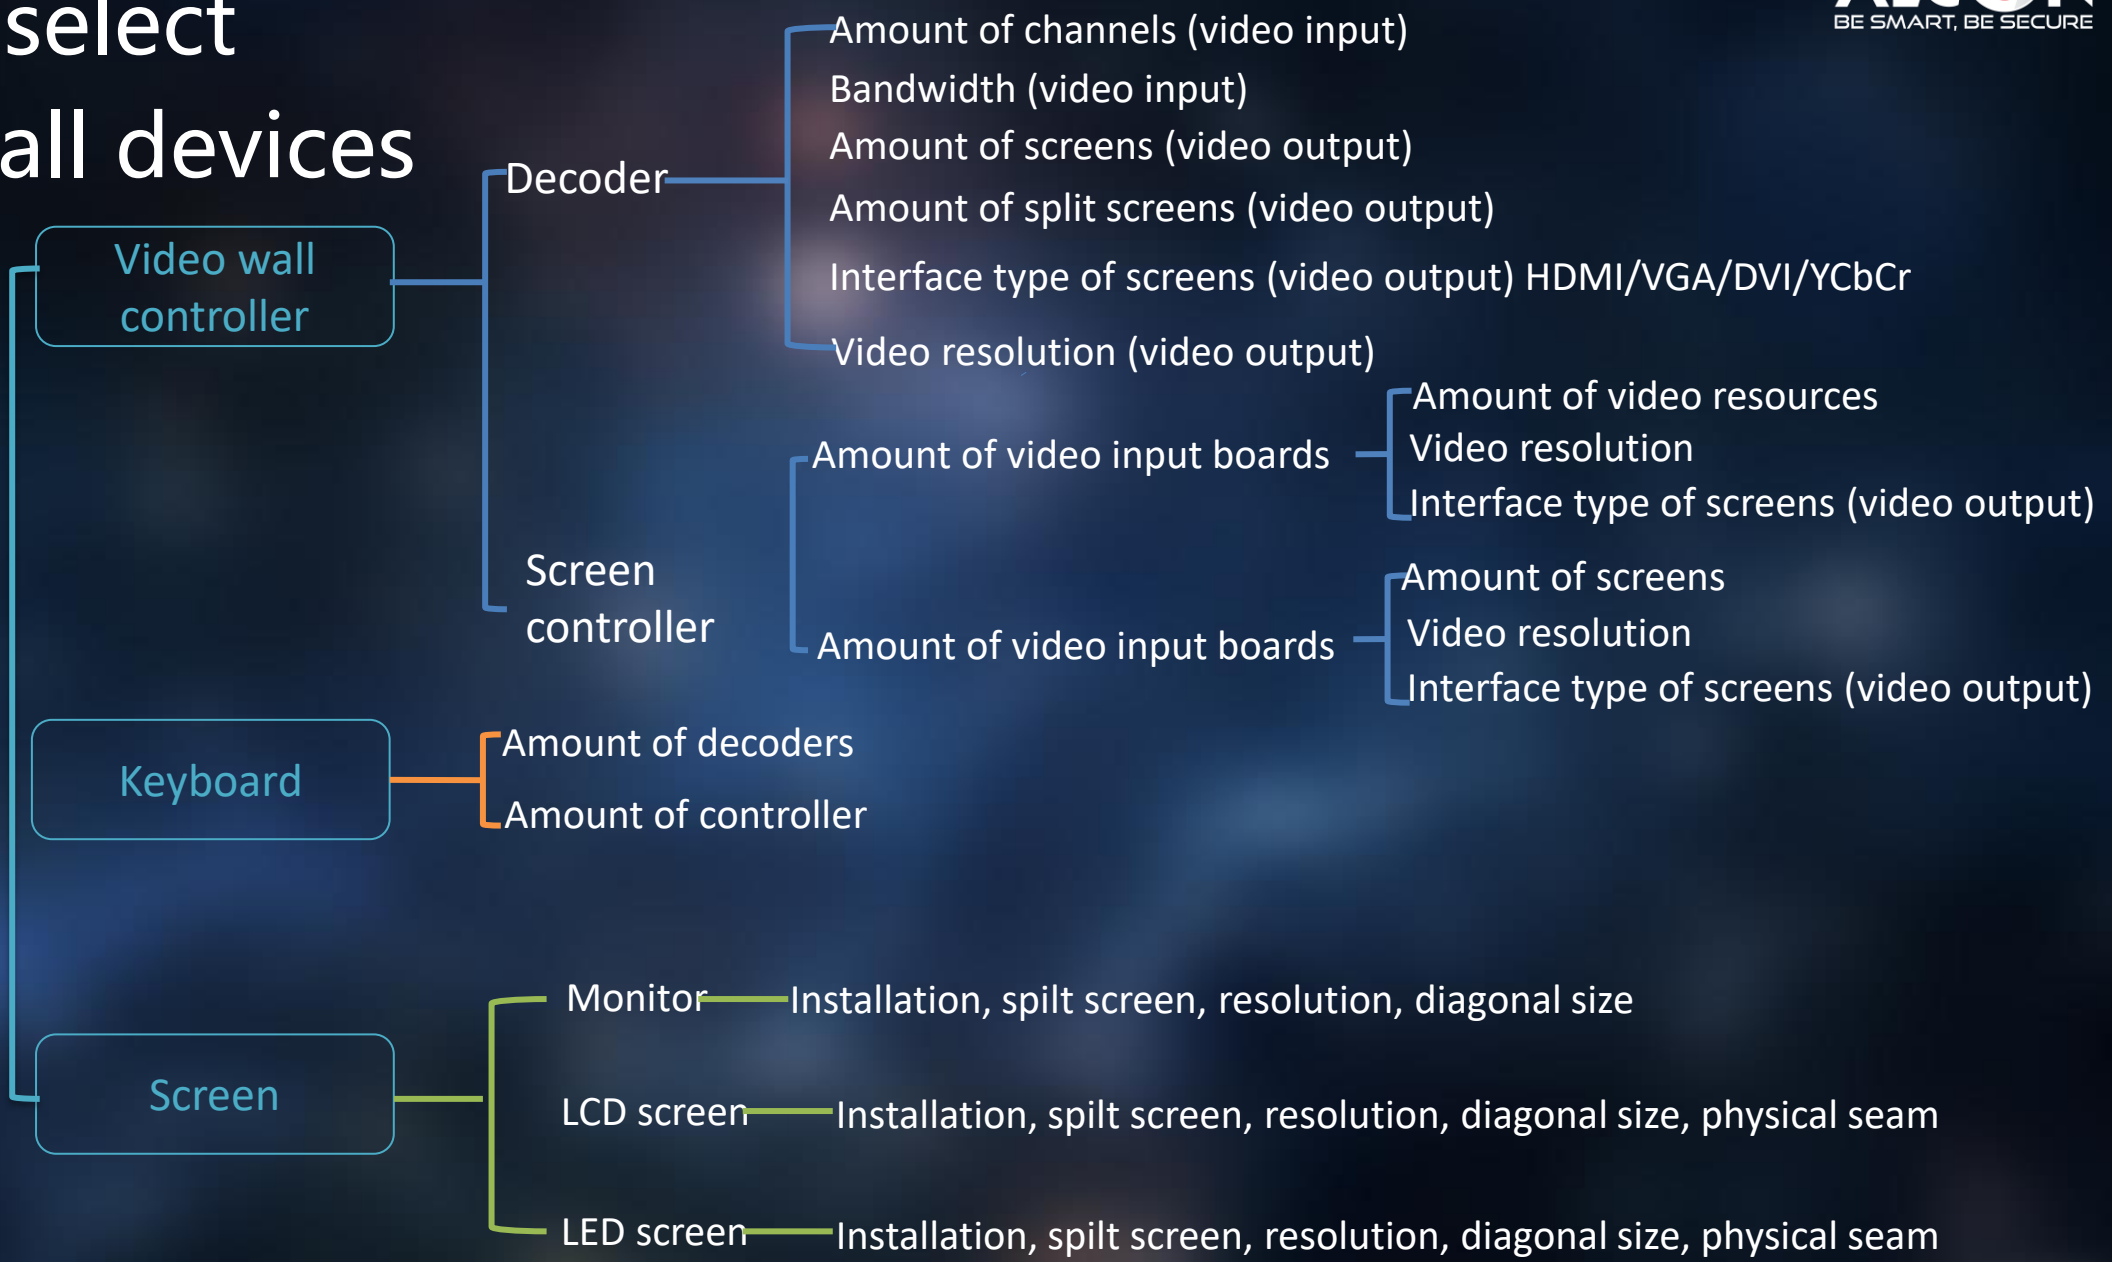 select
all devices
BE SMART, BE SECURE
Video wall
controller
Decoder
Amount of channels (video input)
Bandwidth (video input)
Amount of screens (video output)
Amount of split screens (video output)
Interface type of screens (video output) HDMI/VGA/DVI/YCbCr
Video resolution (video output)
Screen
controller
Amount of video input boards
Amount of video resources
Video resolution
Interface type of screens (video output)
Amount of video input boards
Amount of screens
Video resolution
Interface type of screens (video output)
Keyboard
Amount of decoders
Amount of controller
Screen
Monitor
Installation, spilt screen, resolution, diagonal size
LCD screen
Installation, spilt screen, resolution, diagonal size, physical seam
LED screen
Installation, spilt screen, resolution, diagonal size, physical seam